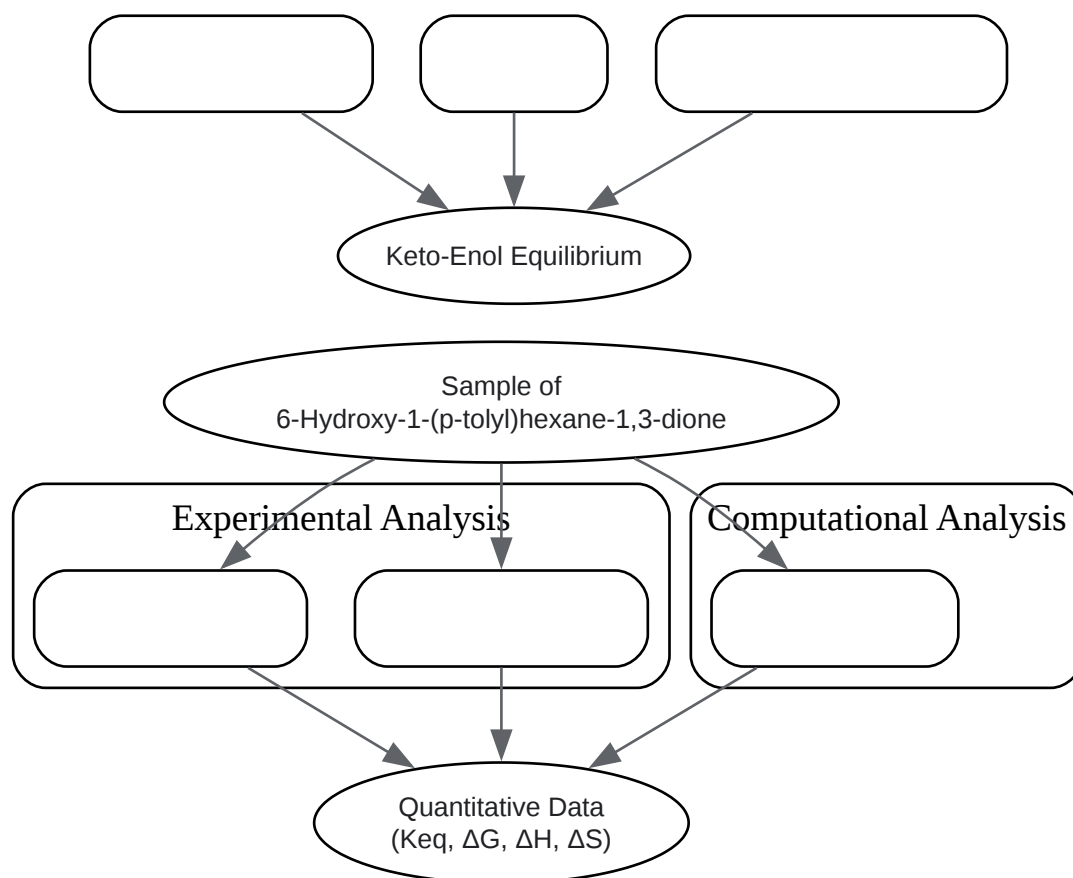 Keto-Enol Equilibrium
Sample of
6-Hydroxy-1-(p-tolyl)hexane-1,3-dione
Experimental Analysis
Computational Analysis
Quantitative Data
(Keq, ΔG, ΔH, ΔS)